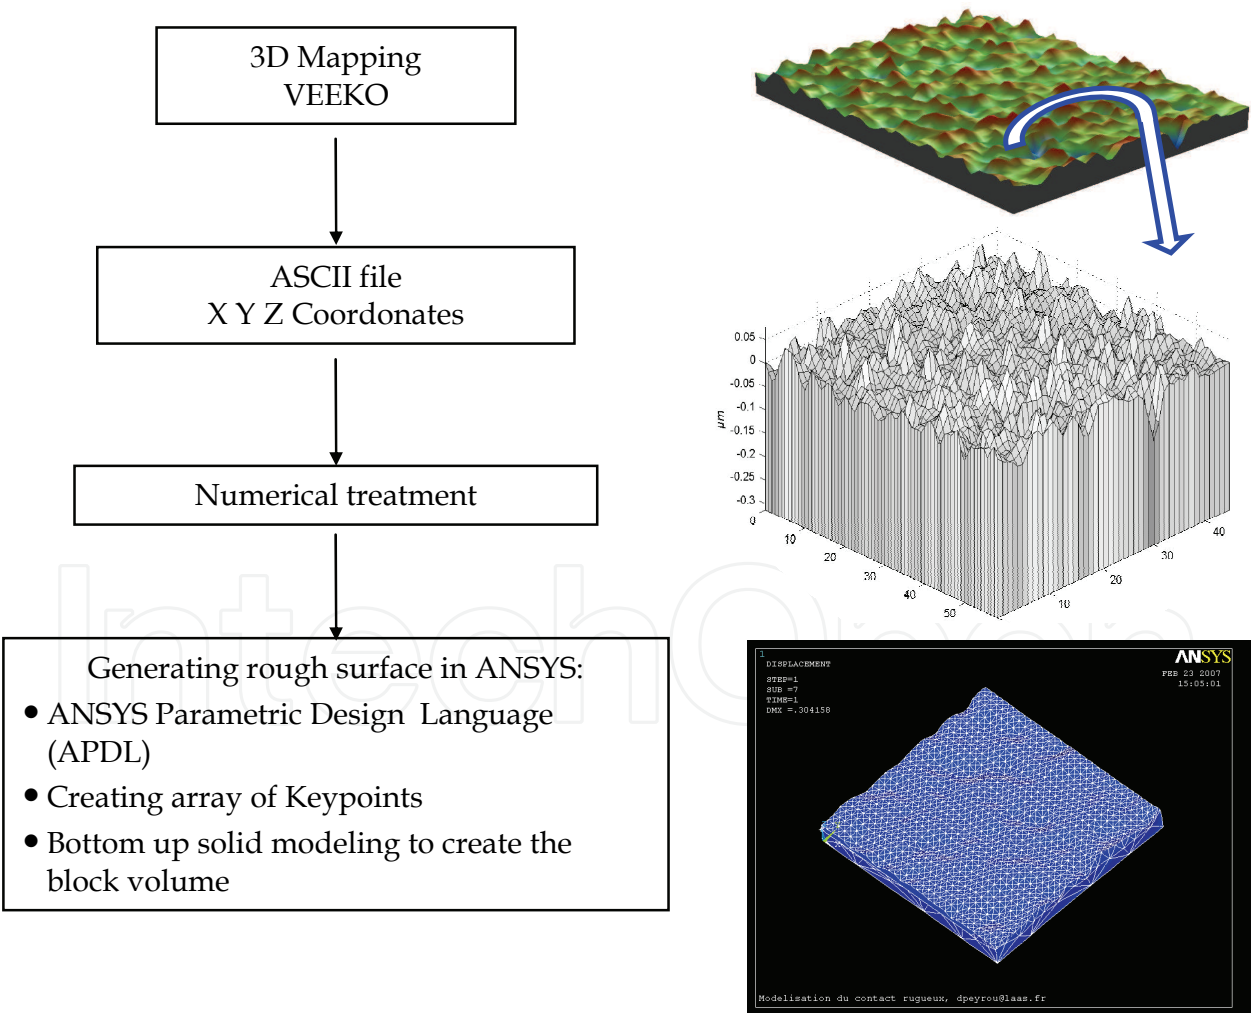 3D Mapping
VEEKO
ASCII file
X Y Z Coordonates
Numerical treatment
Generating rough surface in ANSYS:
• ANSYS Parametric Design Language
(APDL)
• Creating array of Keypoints
• Bottom up solid modeling to create the
block volume
0.05
0
-0.05
-0.1
-0.15
-0.2
-0.25
-0.3
µm
0
10
20
30
40
50
10
20
30
40
1
DISPLACEMENT
STEP=1
SUB =7
TIME=1
DMX =.304158
ANSYS
FEB 23 2007
15:05:01
Modelisation du contact rugueux, dpeyrou@laas.fr
IntechOpen